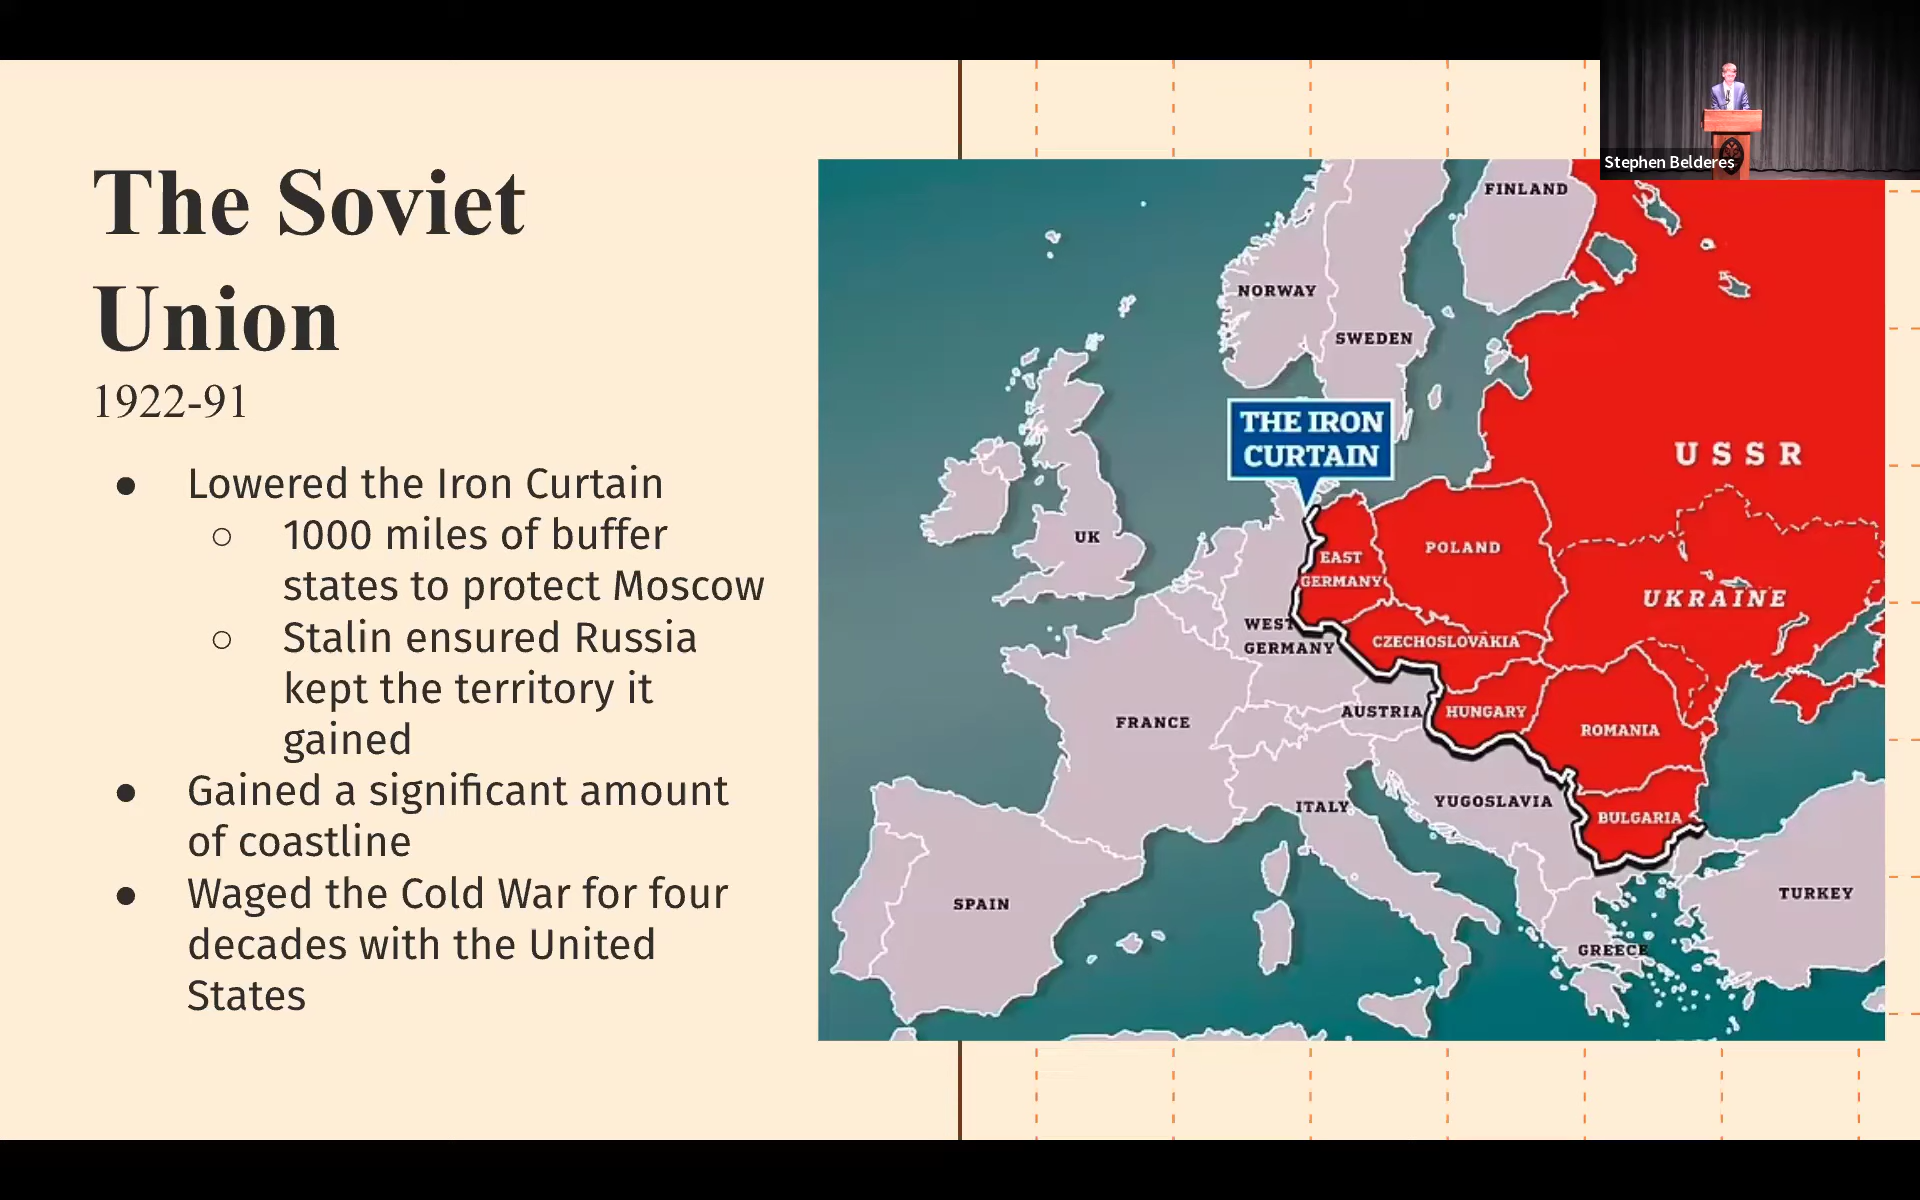 The Soviet
Union
1922-91
● Lowered the Iron Curtain
○ 1000 miles of buffer
states to protect Moscow
○ Stalin ensured Russia
kept the territory it
gained
● Gained a significant amount
of coastline
● Waged the Cold War for four
decades with the United
States
Stephen Belderes
FINLAND
NORWAY
SWEDEN
THE IRON
CURTAIN
USSR
UK
EAST
GERMANY
POLAND
UKRAINE
WEST
GERMANY
CZECHOSLOVAKIA
FRANCE
AUSTRIA
HUNGARY
ROMANIA
ITALY
YUGOSLAVIA
BULGARIA
SPAIN
TURKEY
GREECE